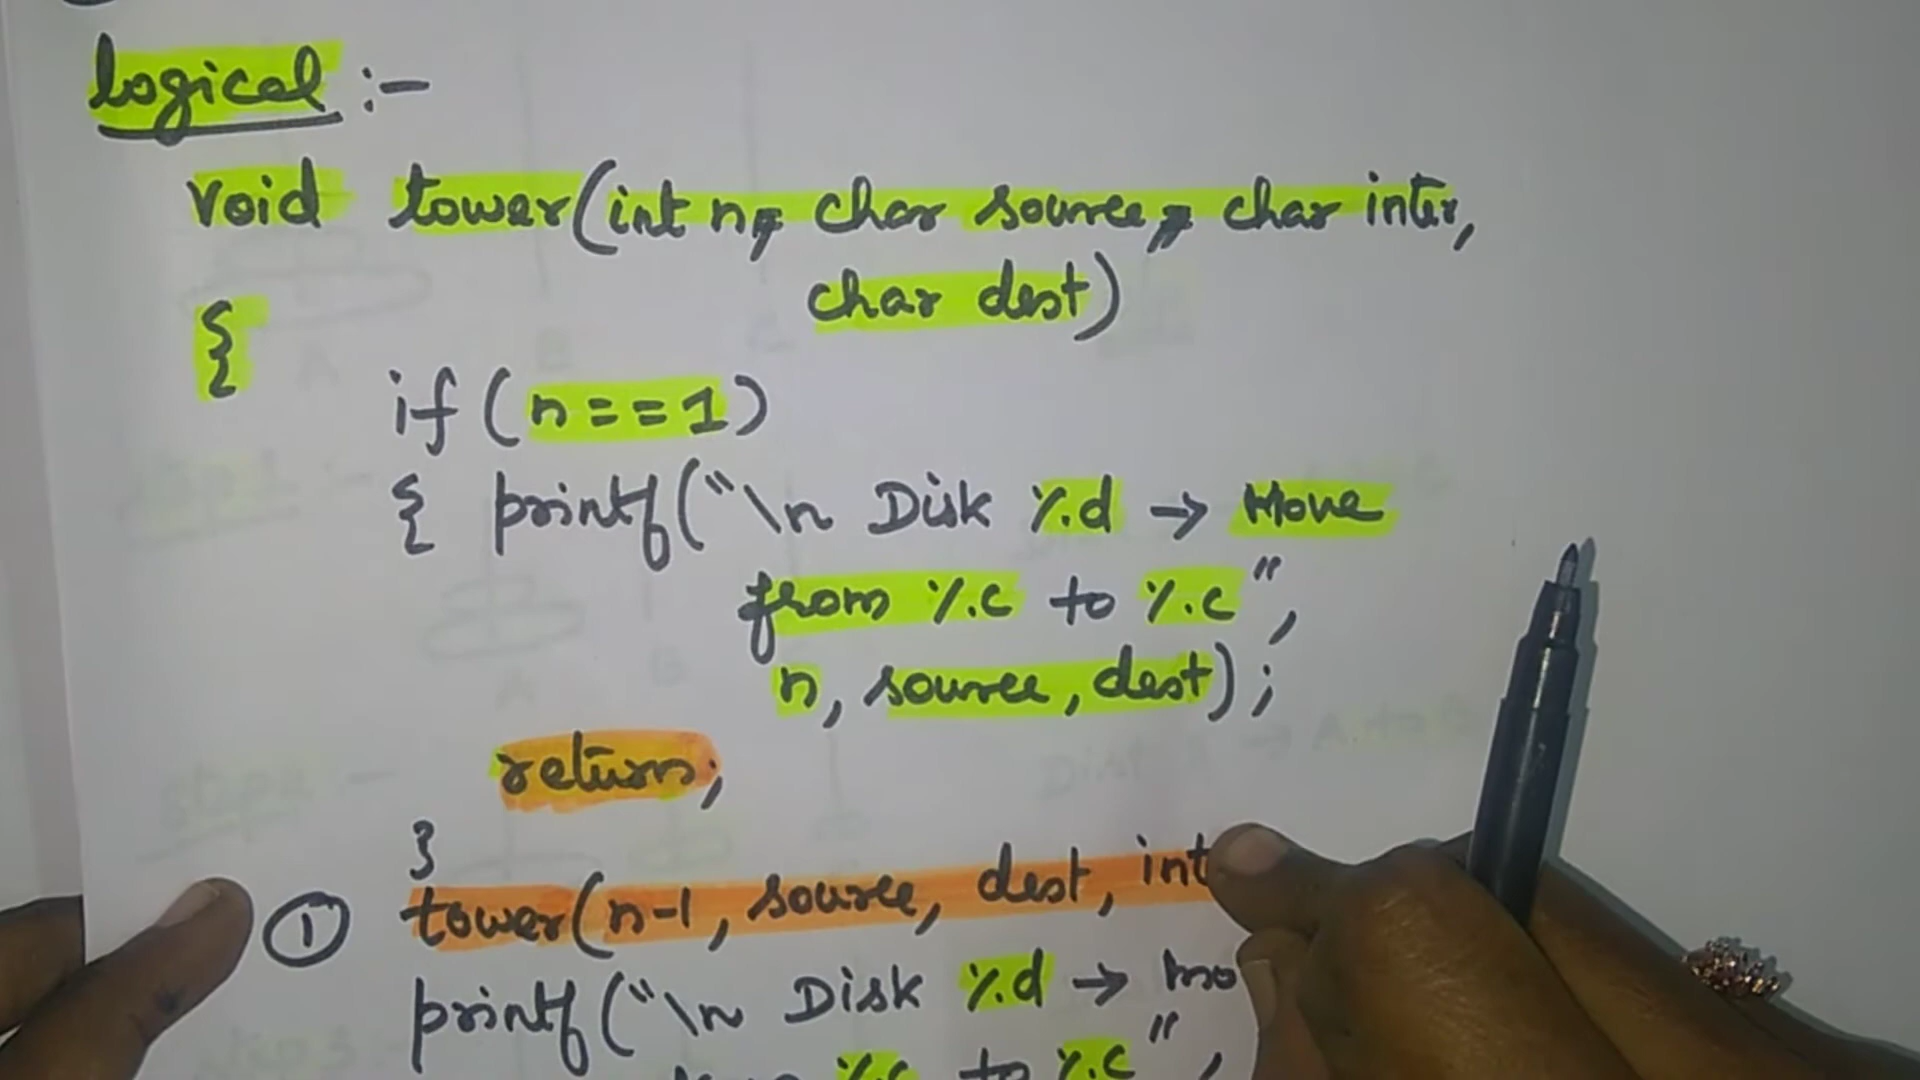 logical :-
void tower(int n, char source, char inter,
char dest)
{
if (n==1)
{ printf("\n Disk %d → Move
from %c to %c",
n, source, dest);
return;
}
① tower(n-1, source, dest, int
printf("\n Disk %d → mo
%c to %c",